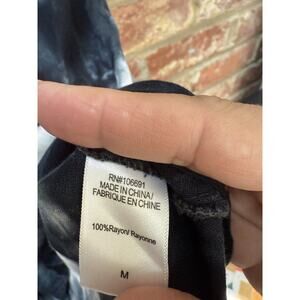 RN#106691
MADE IN CHINA/
FABRIQUE EN CHINE
100%Rayon/ Rayonne
M